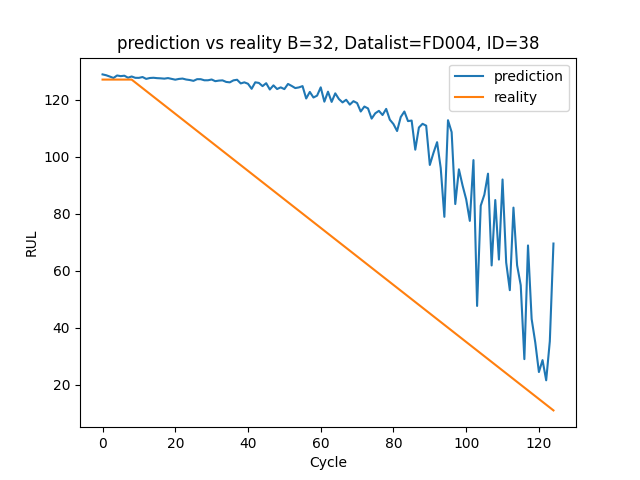 prediction vs reality B=32, Datalist=FD004, ID=38
prediction
reality
RUL
120
100
80
60
40
20
0 20 40 60 80 100 120
Cycle